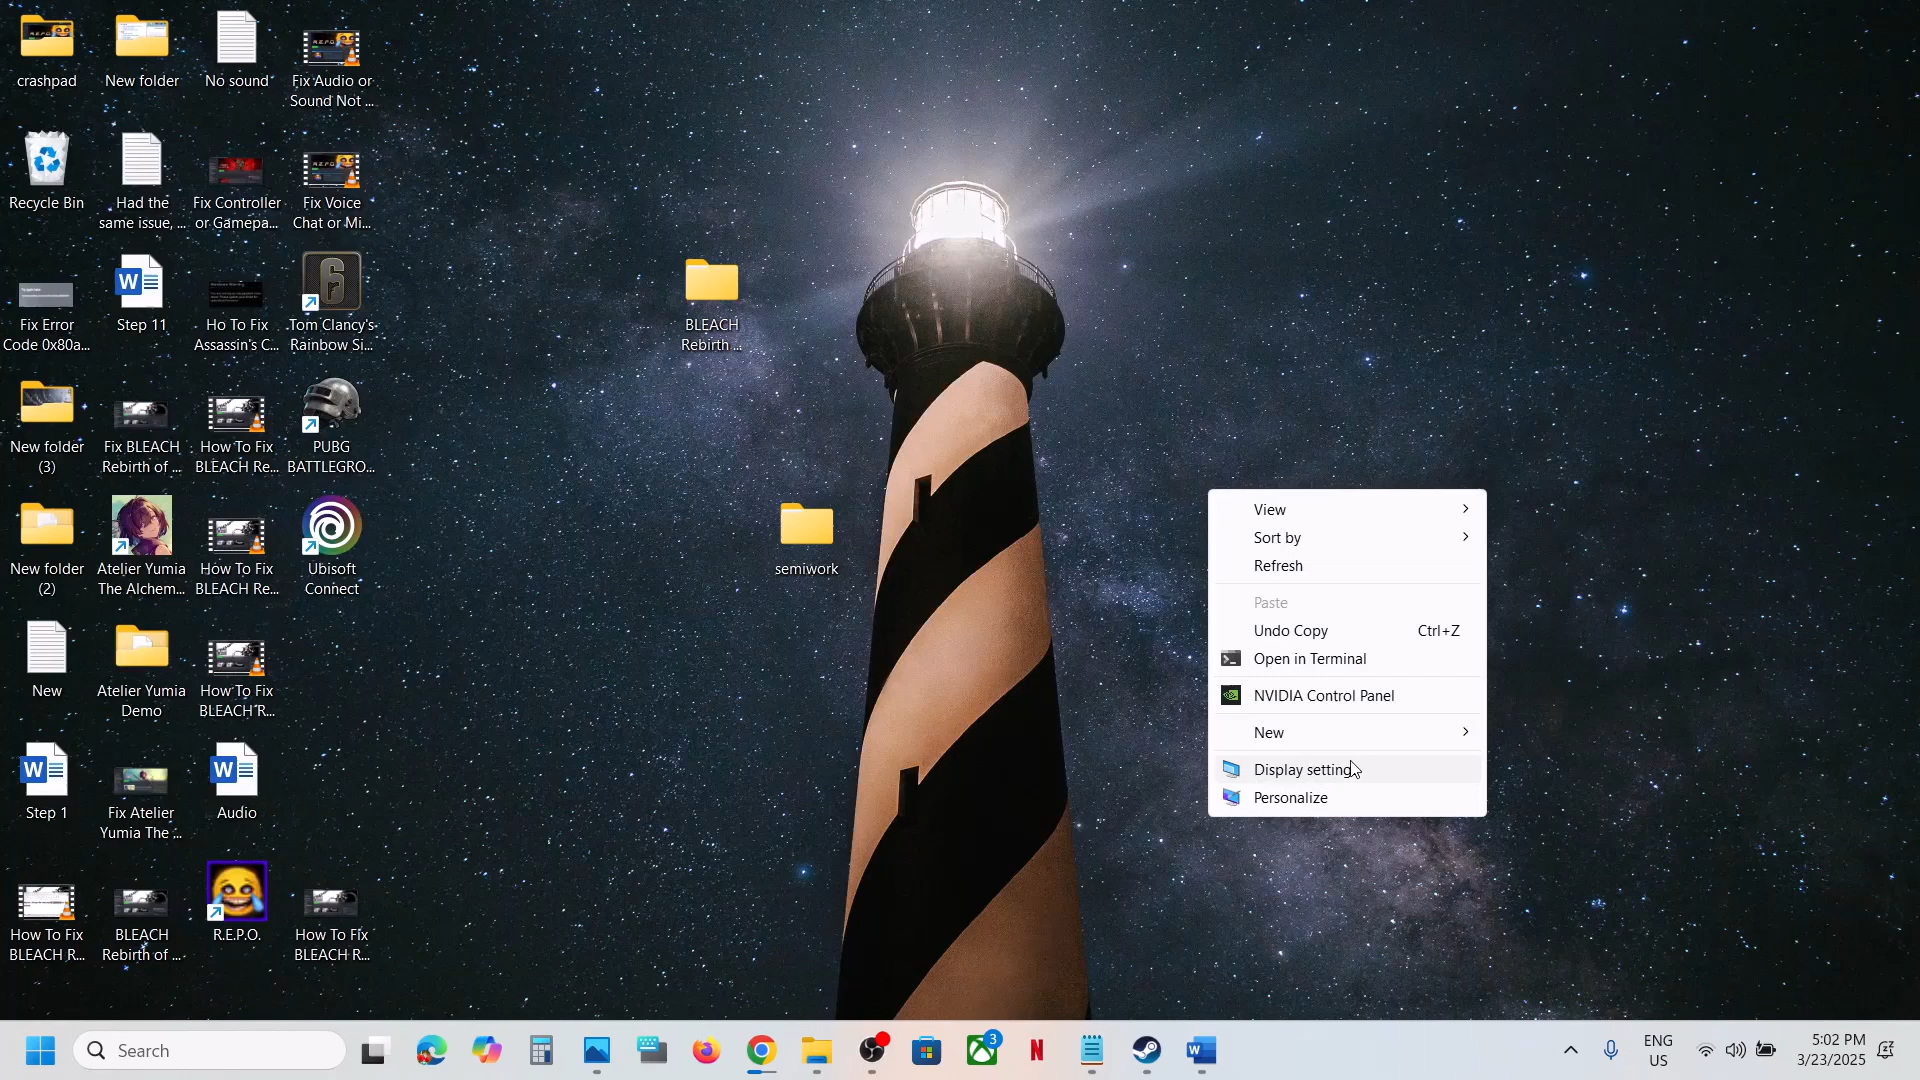 crashpad
New folder
No sound
Fix Audio or
Sound Not ...
Recycle Bin
Had the
same issue, ...
Fix Controller
or Gamepa...
Fix Voice
Chat or Mi...
Fix Error
Code 0x80a...
Step 11
Ho To Fix
Assassin's C...
Tom Clancy's
Rainbow Si...
BLEACH
Rebirth ...
New folder
(3)
Fix BLEACH
Rebirth of ...
How To Fix
BLEACH Re...
PUBG
BATTLEGRO...
New folder
(2)
Atelier Yumia
The Alchem...
How To Fix
BLEACH Re...
Ubisoft
Connect
semiwork
New
Atelier Yumia
Demo
How To Fix
BLEACH R...
Step 1
Fix Atelier
Yumia The ...
Audio
How To Fix
BLEACH R...
BLEACH
Rebirth of ...
R.E.P.O.
How To Fix
BLEACH R...
View
Sort by
Refresh
Paste
Undo Copy Ctrl+Z
Open in Terminal
NVIDIA Control Panel
New
Display setting
Personalize
Search
3
ENG
US
5:02 PM
3/23/2025